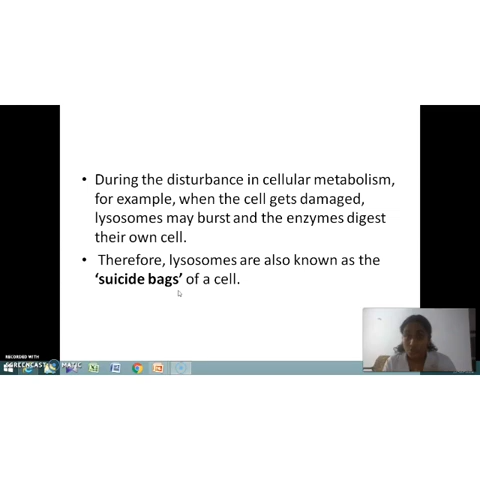 • During the disturbance in cellular metabolism,
for example, when the cell gets damaged,
lysosomes may burst and the enzymes digest
their own cell.
• Therefore, lysosomes are also known as the
‘suicide bags’ of a cell.
RECORDED WITH
SCREENCAST MATIC